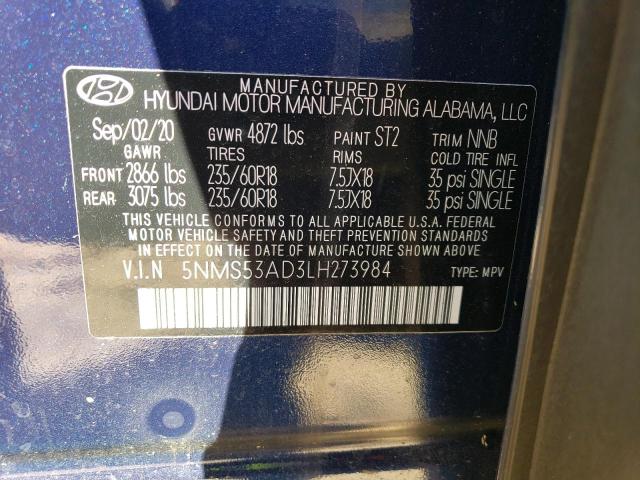 MANUFACTURED BY
HYUNDAI MOTOR MANUFACTURING ALABAMA, LLC
Sep/02/20 GVWR 4872 lbs PAINT ST2 TRIM NNB
GAWR TIRES RIMS COLD TIRE INFL
FRONT 2866 lbs 235/60R18 7.5JX18 35 psi SINGLE
REAR 3075 lbs 235/60R18 7.5JX18 35 psi SINGLE
THIS VEHICLE CONFORMS TO ALL APPLICABLE U.S.A. FEDERAL
MOTOR VEHICLE SAFETY AND THEFT PREVENTION STANDARDS
IN EFFECT ON THE DATE OF MANUFACTURE SHOWN ABOVE
V.I.N 5NMS53AD3LH273984 TYPE: MPV